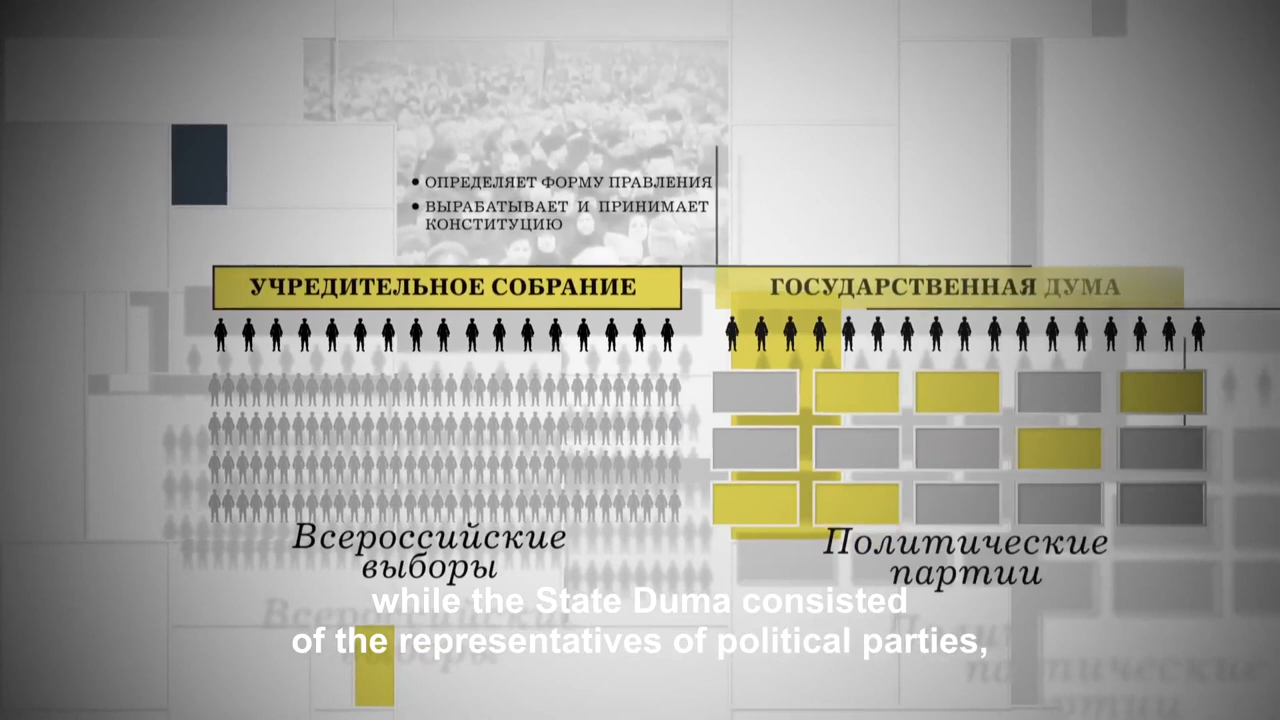 • ОПРЕДЕЛЯЕТ ФОРМУ ПРАВЛЕНИЯ
• ВЫРАБАТЫВАЕТ И ПРИНИМАЕТ
КОНСТИТУЦИЮ
УЧРЕДИТЕЛЬНОЕ СОБРАНИЕ
ГОСУДАРСТВЕННАЯ ДУМА
Всероссийские
выборы
Политические
партии
while the State Duma consisted
of the representatives of political parties,